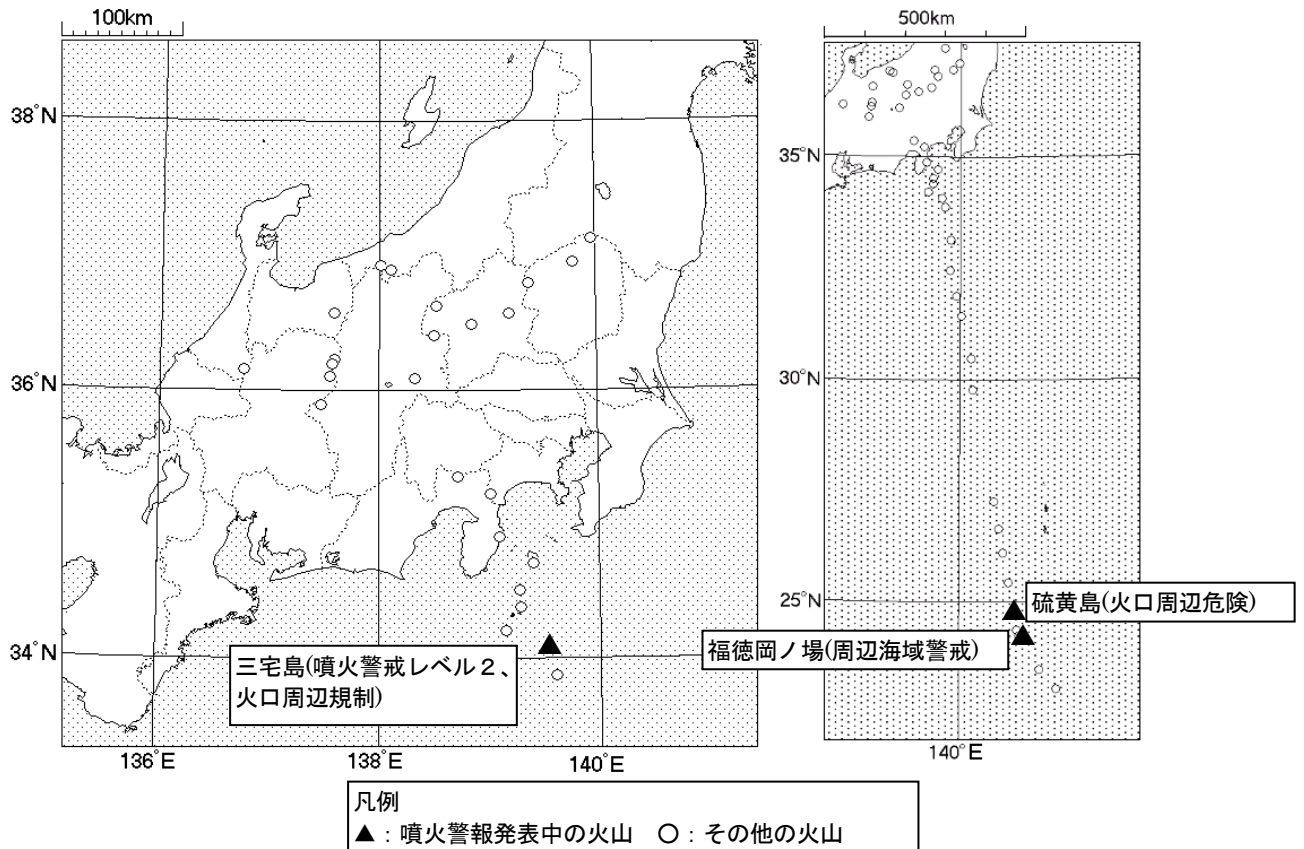 100km
500km
38°N
36°N
34°N
136°E
138°E
140°E
35°N
30°N
25°N
140°E
三宅島(噴火警戒レベル２、
火口周辺規制)
硫黄島(火口周辺危険)
福徳岡ノ場(周辺海域警戒)
凡例
▲：噴火警報発表中の火山　○：その他の火山